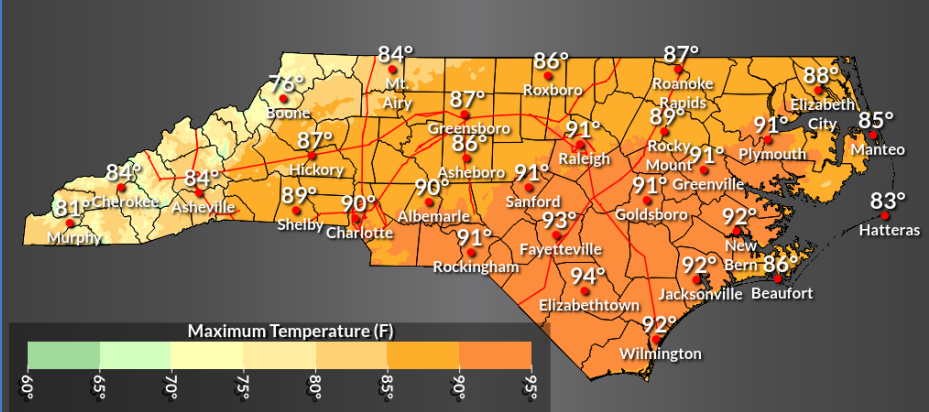 84°
Mt.
Airy
86°
Roxboro
87°
Roanoke
Rapids
76°
Boone
88°
Elizabeth
City
87°
Greensboro
91°
Raleigh
89°
Rocky
Mount
91°
Plymouth
85°
Manteo
87°
Hickory
86°
Asheboro
91°
Greenville
84°
Cherokee
84°
Asheville
89°
Shelby
90°
Charlotte
90°
Albemarle
91°
Sanford
91°
Goldsboro
81°
Murphy
83°
Hatteras
91°
Rockingham
93°
Fayetteville
92°
New
Bern
94°
Elizabethtown
92°
Jacksonville
86°
Beaufort
92°
Wilmington
Maximum Temperature (F)
60° 65° 70° 75° 80° 85° 90° 95°